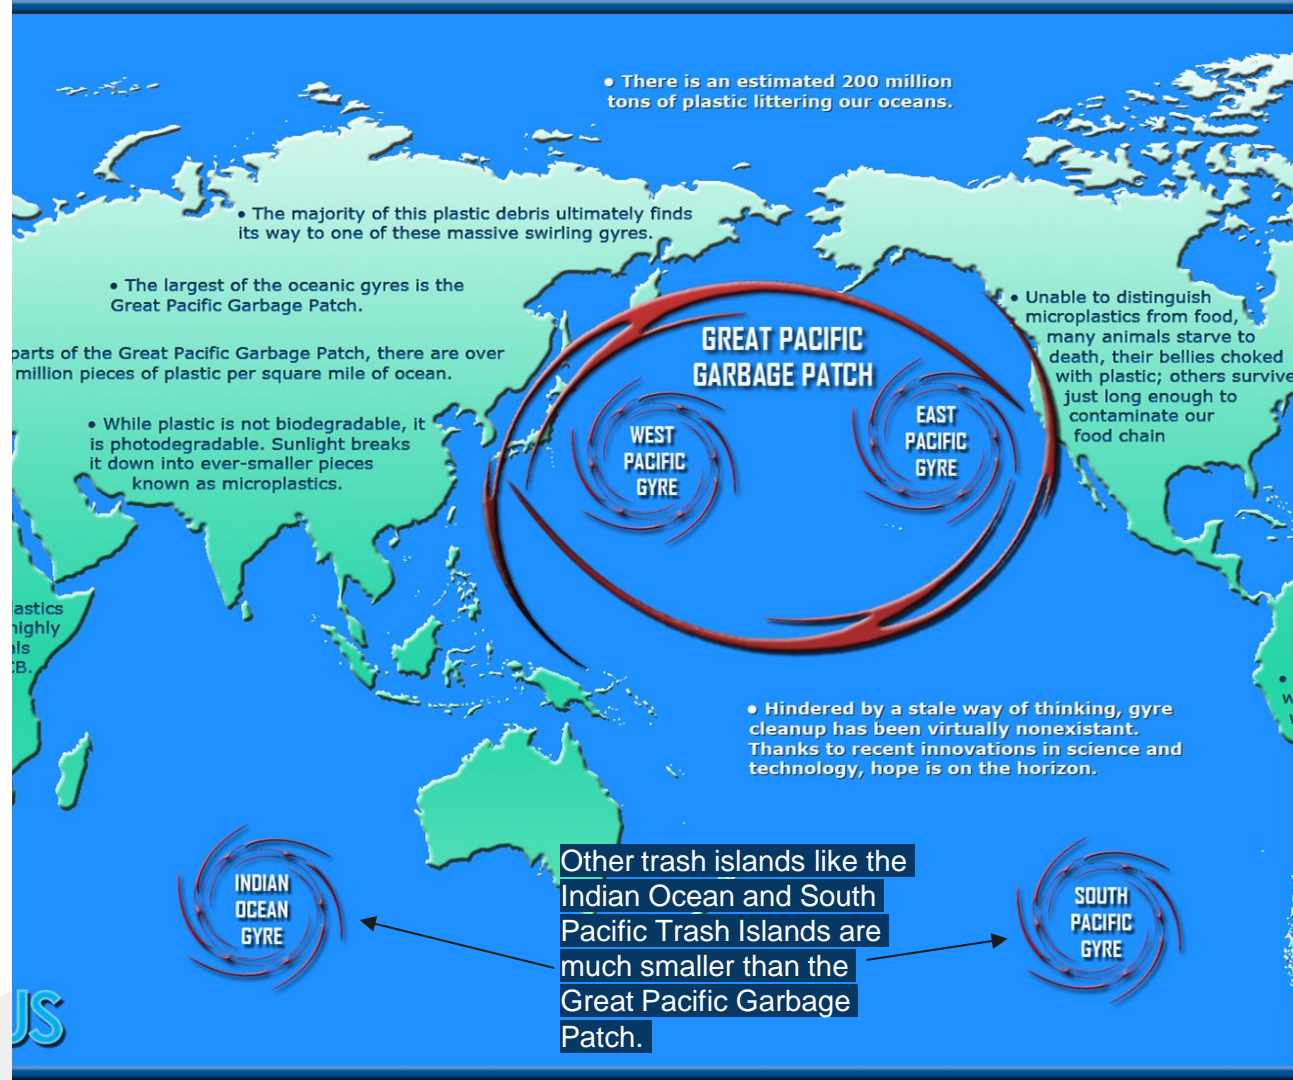 • There is an estimated 200 million
tons of plastic littering our oceans.
• The majority of this plastic debris ultimately finds
its way to one of these massive swirling gyres.
• The largest of the oceanic gyres is the
Great Pacific Garbage Patch.
parts of the Great Pacific Garbage Patch, there are over
million pieces of plastic per square mile of ocean.
• While plastic is not biodegradable, it
is photodegradable. Sunlight breaks
it down into ever-smaller pieces
known as microplastics.
GREAT PACIFIC
GARBAGE PATCH
WEST
PACIFIC
GYRE
EAST
PACIFIC
GYRE
• Unable to distinguish
microplastics from food,
many animals starve to
death, their bellies choked
with plastic; others survive
just long enough to
contaminate our
food chain
astics
highly
als
CB.
• Hindered by a stale way of thinking, gyre
cleanup has been virtually nonexistant.
Thanks to recent innovations in science and
technology, hope is on the horizon.
INDIAN
OCEAN
GYRE
Other trash islands like the
Indian Ocean and South
Pacific Trash Islands are
much smaller than the
Great Pacific Garbage
Patch.
SOUTH
PACIFIC
GYRE
US